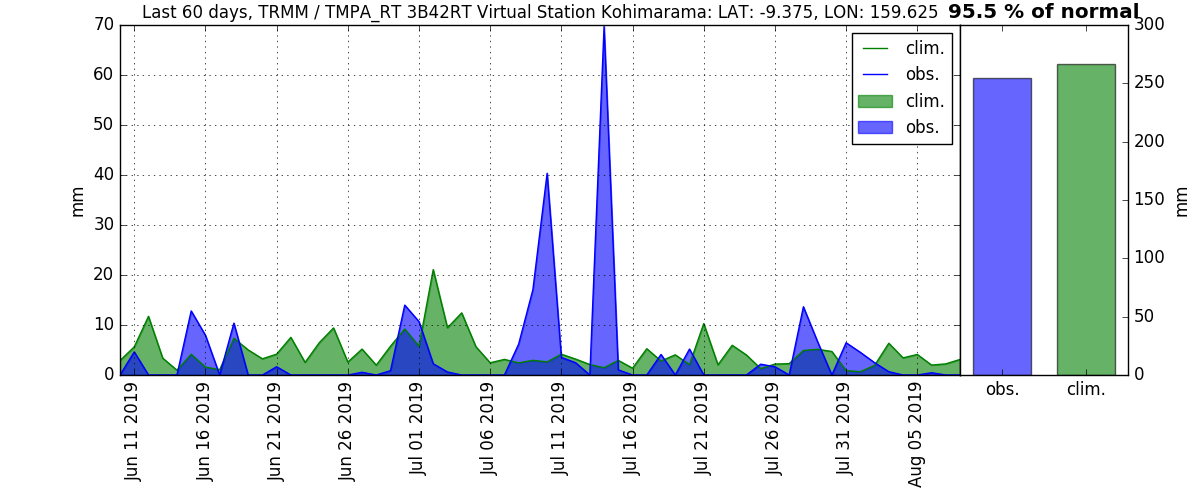 Last 60 days, TRMM / TMPA_RT 3B42RT Virtual Station Kohimarama: LAT: -9.375, LON: 159.625 95.5 % of normal
70
60
50
40
30
20
10
0
mm
clim.
obs.
clim.
obs.
Jun 11 2019
Jun 16 2019
Jun 21 2019
Jun 26 2019
Jul 01 2019
Jul 06 2019
Jul 11 2019
Jul 16 2019
Jul 21 2019
Jul 26 2019
Jul 31 2019
Aug 05 2019
300
250
200
150
100
50
0
mm
obs. clim.